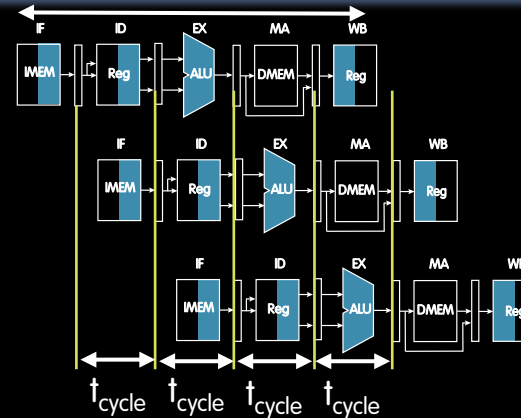 IF ID EX MA WB
IMEM Reg ALU DMEM Reg
IF ID EX MA WB
IMEM Reg ALU DMEM Reg
IF ID EX MA
IMEM Reg ALU DMEM
tcycle tcycle tcycle tcycle